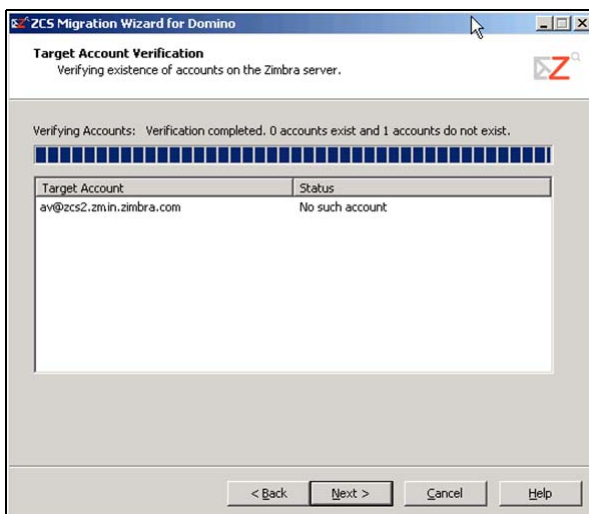 ZCS Migration Wizard for Domino
Target Account Verification
Verifying existence of accounts on the Zimbra server.
Verifying Accounts: Verification completed. 0 accounts exist and 1 accounts do not exist.
Target Account Status
av@zcs2.zmin.zimbra.com No such account
< Back Next > Cancel Help